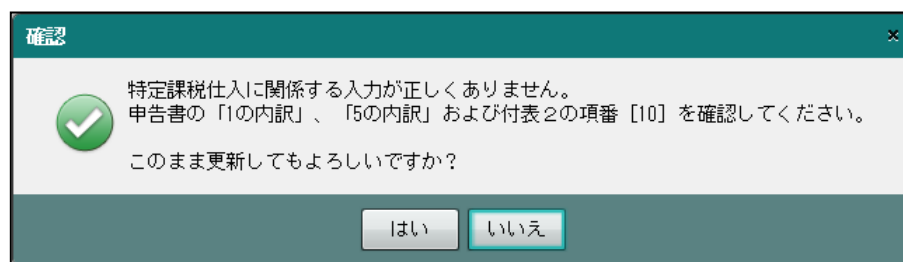 確認
特定課税仕入に関係する入力が正しくありません。
申告書の「1の内訳」、「5の内訳」および付表２の項番［10］を確認してください。
このまま更新してもよろしいですか？
はい
いいえ